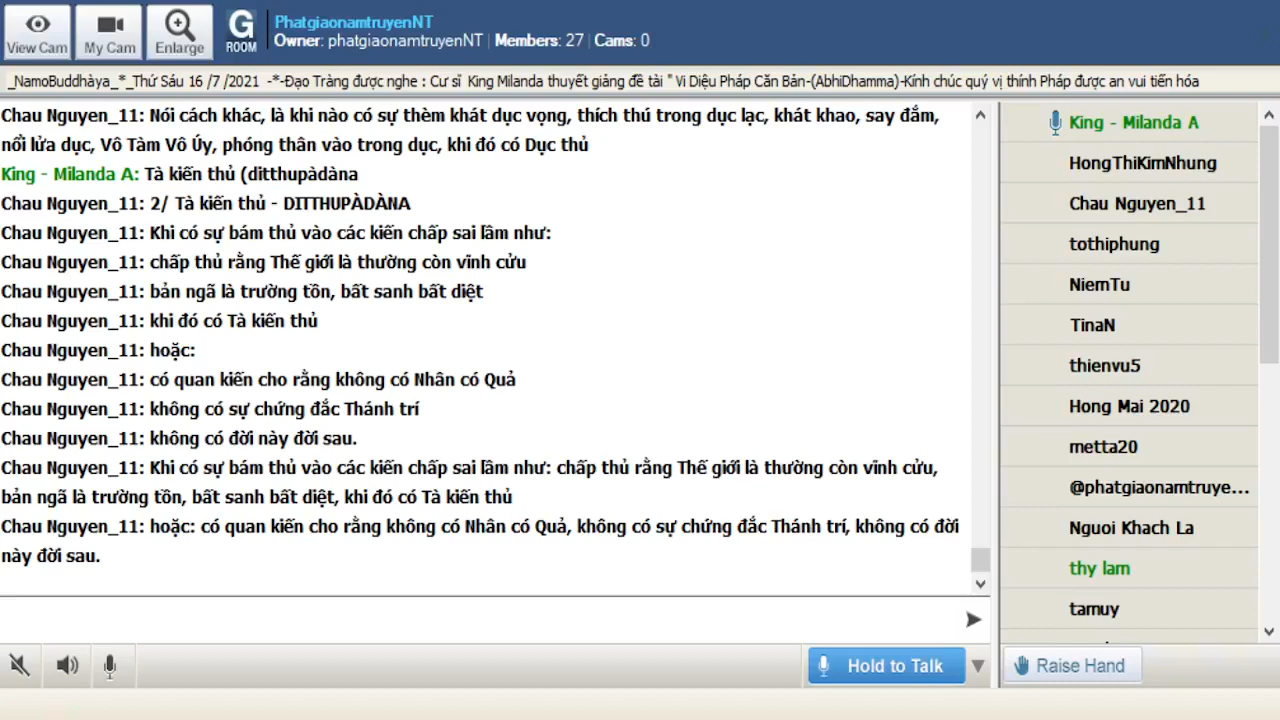 View Cam
My Cam
Enlarge
G
ROOM
PhatgiaonamtruyenNT
Owner: phatgiaonamtruyenNT | Members: 27 | Cams: 0
_NamoBuddhàya_*_Thứ Sáu 16 /7 /2021 -*-Đạo Tràng được nghe : Cư sĩ King Milanda thuyết giảng đề tài " Vi Diệu Pháp Căn Bản-(AbhiDhamma)-Kính chúc quý vị thính Pháp được an vui tiến hóa
Chau Nguyen_11: Nói cách khác, là khi nào có sự thèm khát dục vọng, thích thú trong dục lạc, khát khao, say đắm,
nổi lửa dục, Vô Tàm Vô Úy, phóng thân vào trong dục, khi đó có Dục thủ
King - Milanda A: Tà kiến thủ (ditthupàdàna
Chau Nguyen_11: 2/ Tà kiến thủ - DITTHUPÀDÀNA
Chau Nguyen_11: Khi có sự bám thủ vào các kiến chấp sai lầm như:
Chau Nguyen_11: chấp thủ rằng Thế giới là thường còn vĩnh cửu
Chau Nguyen_11: bản ngã là trường tồn, bất sanh bất diệt
Chau Nguyen_11: khi đó có Tà kiến thủ
Chau Nguyen_11: hoặc:
Chau Nguyen_11: có quan kiến cho rằng không có Nhân có Quả
Chau Nguyen_11: không có sự chứng đắc Thánh trí
Chau Nguyen_11: không có đời này đời sau.
Chau Nguyen_11: Khi có sự bám thủ vào các kiến chấp sai lầm như: chấp thủ rằng Thế giới là thường còn vĩnh cửu,
bản ngã là trường tồn, bất sanh bất diệt, khi đó có Tà kiến thủ
Chau Nguyen_11: hoặc: có quan kiến cho rằng không có Nhân có Quả, không có sự chứng đắc Thánh trí, không có đời
này đời sau.
King - Milanda A
HongThiKimNhung
Chau Nguyen_11
tothiphung
NiemTu
TinaN
thienvu5
Hong Mai 2020
metta20
@phatgiaonamtruye...
Nguoi Khach La
thy lam
tamuy
Hold to Talk
Raise Hand